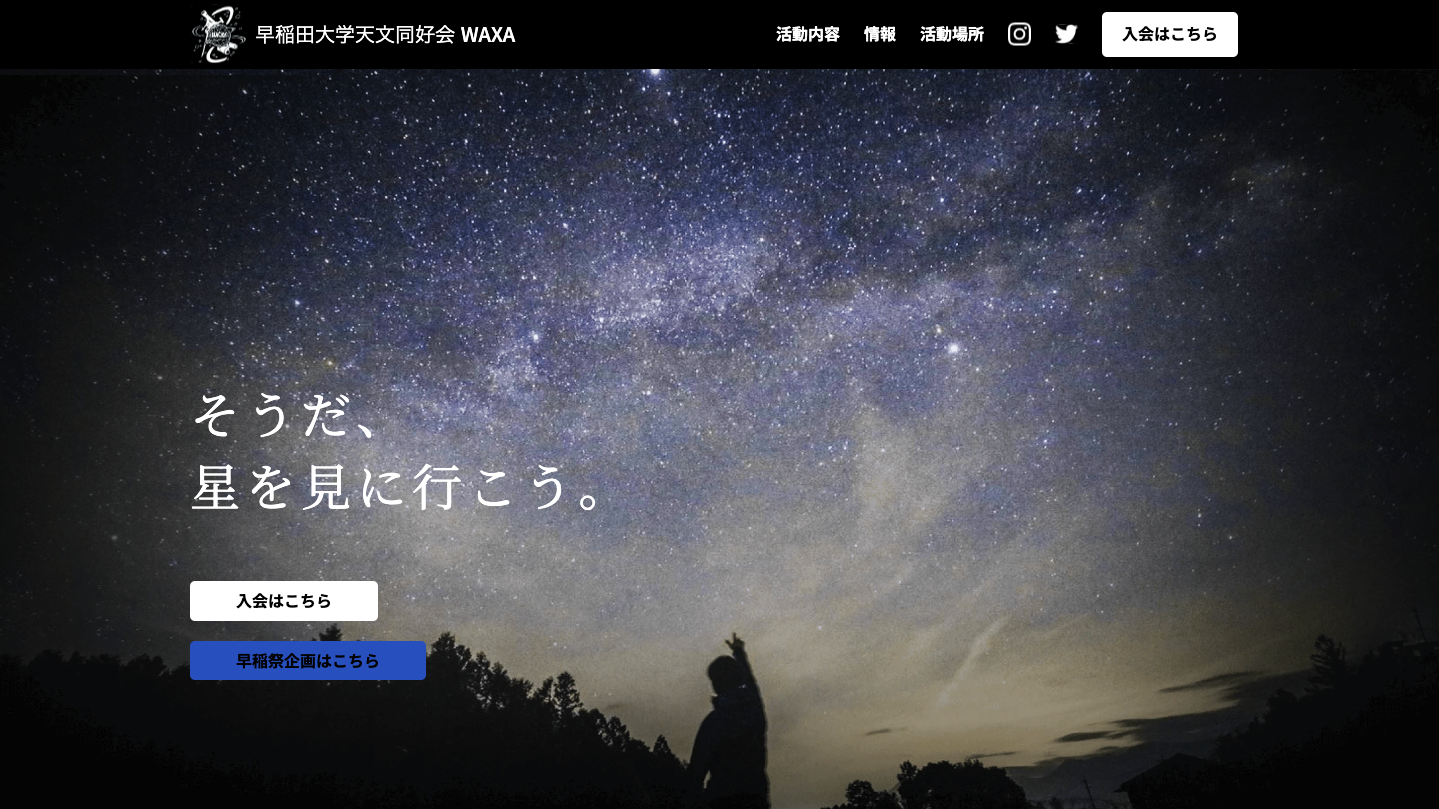 早稲田大学天文同好会 WAXA
活動内容 情報 活動場所 入会はこちら
そうだ、
星を見に行こう。
入会はこちら
早稲祭企画はこちら